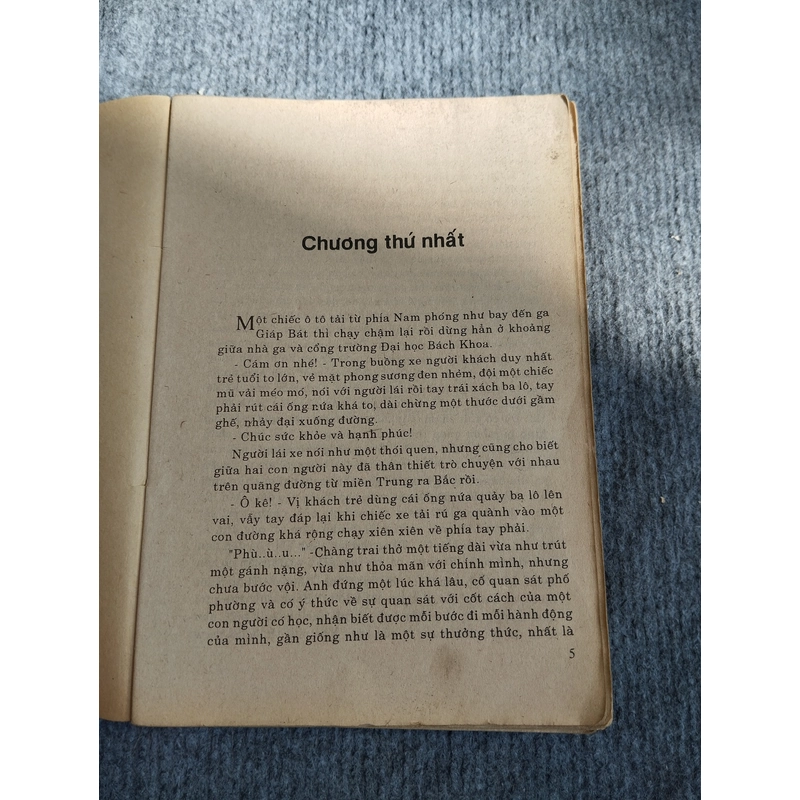 Chương thứ nhất
Một chiếc ô tô tải từ phía Nam phóng như bay đến ga
Giáp Bát thì chạy chậm lại rồi dừng hẳn ở khoảng
giữa nhà ga và cổng trường Đại học Bách Khoa.
- Cám ơn nhé! - Trong buồng xe người khách duy nhất
trẻ tuổi to lớn, vẻ mặt phong sương đen nhẻm, đội một chiếc
mũ vải méo mó, nói với người lái rồi tay trái xách ba lô, tay
phải rút cái ống nứa khá to, dài chừng một thước dưới gầm
ghế, nhảy đại xuống đường.
- Chúc sức khỏe và hạnh phúc!
Người lái xe nói như một thói quen, nhưng cũng cho biết
giữa hai con người này đã thân thiết trò chuyện với nhau
trên quãng đường từ miền Trung ra Bắc rồi.
- Ô kê! - Vị khách trẻ dùng cái ống nứa quảy ba lô lên
vai, vẫy tay đáp lại khi chiếc xe tải rú ga quành vào một
con đường khá rộng chạy xiên xiên về phía tay phải.
"Phù..ù..u..." -Chàng trai thở một tiếng dài vừa như trút
một gánh nặng, vừa như thỏa mãn với chính mình, nhưng
chưa bước vội. Anh đứng một lúc khá lâu, cố quan sát phố
phường và có ý thức về sự quan sát với cốt cách của một
con người có học, nhận biết được mỗi bước đi mỗi hành động
của mình, gần giống như là một sự thưởng thức, nhất là
5